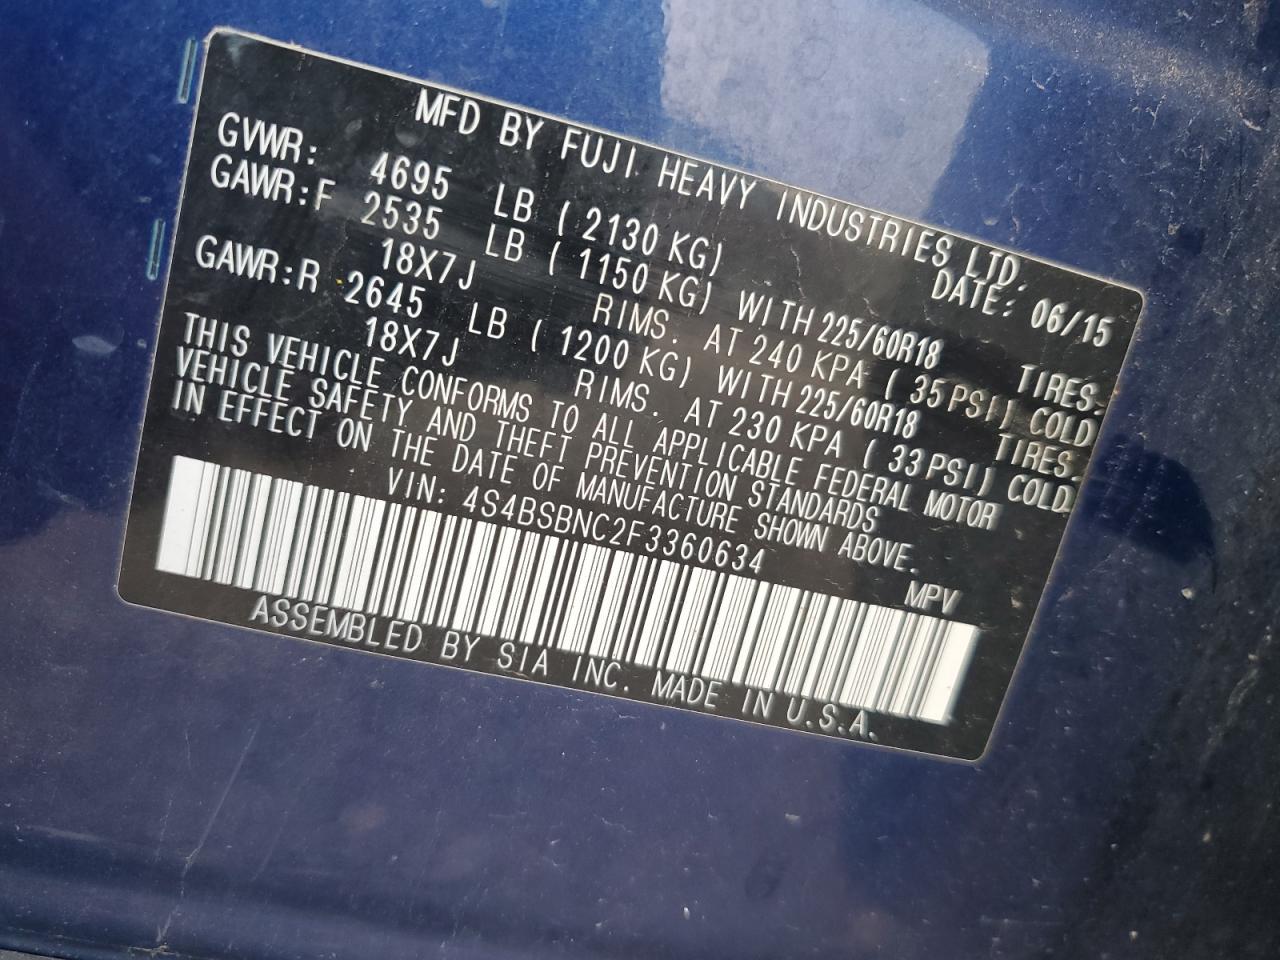 MFD BY FUJI HEAVY INDUSTRIES LTD.
DATE: 06/15
GVWR: 4695 LB (2130 KG)
GAWR:F 2535 LB (1150 KG) WITH 225/60R18 TIRES.
18X7J RIMS. AT 240 KPA (35PSI) COLD
GAWR:R 2645 LB (1200 KG) WITH 225/60R18 TIRES.
18X7J RIMS. AT 230 KPA (33PSI) COLD.
THIS VEHICLE CONFORMS TO ALL APPLICABLE FEDERAL MOTOR
VEHICLE SAFETY AND THEFT PREVENTION STANDARDS
IN EFFECT ON THE DATE OF MANUFACTURE SHOWN ABOVE.
VIN: 4S4BSBNC2F3360634 MPV
ASSEMBLED BY SIA INC. MADE IN U.S.A.